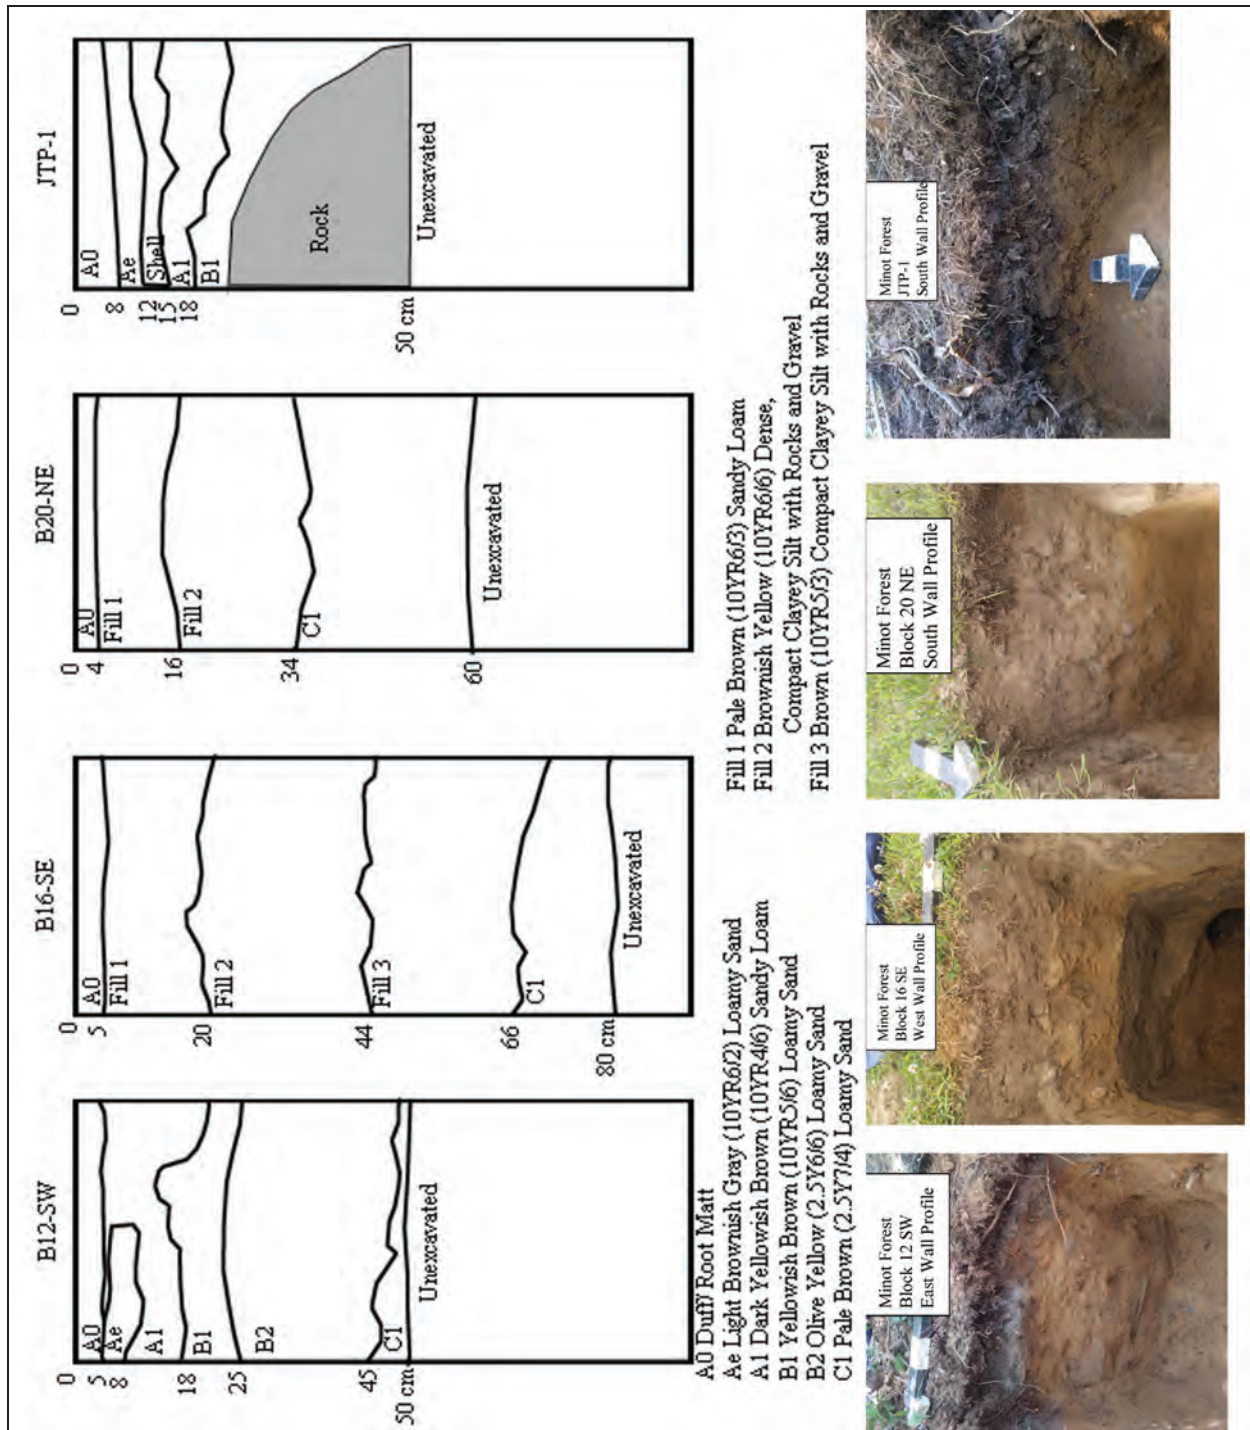 B12-SW
0
5
8
18
25
45
50 cm
A0
Ae
A1
B1
B2
C1
Unexcavated
B16-SE
0
5
20
44
66
80 cm
A0
Fill 1
Fill 2
Fill 3
C1
Unexcavated
B20-NE
0
4
16
34
60
A0
Fill 1
Fill 2
C1
Unexcavated
JTP-1
0
8
12
15
18
50 cm
A0
Ae
Shell
A1
B1
Rock
Unexcavated
A0 Duff/ Root Matt
Ae Light Brownish Gray (10YR6/2) Loamy Sand
A1 Dark Yellowish Brown (10YR4/6) Sandy Loam
B1 Yellowish Brown (10YR5/6) Loamy Sand
B2 Olive Yellow (2.5Y6/6) Loamy Sand
C1 Pale Brown (2.5Y7/4) Loamy Sand
Fill 1 Pale Brown (10YR6/3) Sandy Loam
Fill 2 Brownish Yellow (10YR6/6) Dense,
Compact Clayey Silt with Rocks and Gravel
Fill 3 Brown (10YR5/3) Compact Clayey Silt with Rocks and Gravel
Minot Forest
Block 12 SW
East Wall Profile
Minot Forest
Block 16 SE
West Wall Profile
Minot Forest
Block 20 NE
South Wall Profile
Minot Forest
JTP-1
South Wall Profile